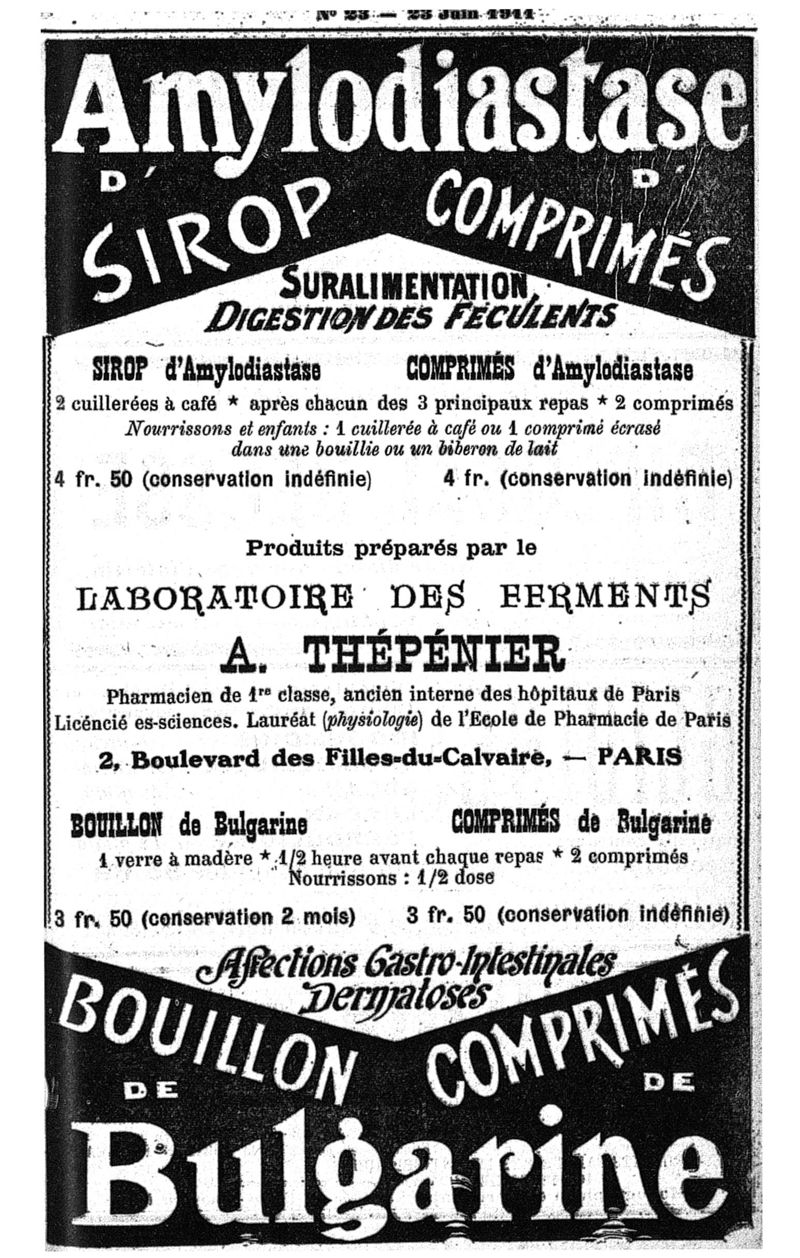 Nº 23 — 23 Juin 1911
Amylodiastase
D' D'
SIROP COMPRIMÉS
SURALIMENTATION
DIGESTION DES FÉCULENTS
SIROP d'Amylodiastase COMPRIMÉS d'Amylodiastase
2 cuillerées à café * après chacun des 3 principaux repas * 2 comprimés
Nourrissons et enfants : 1 cuillerée à café ou 1 comprimé écrasé
dans une bouillie ou un biberon de lait
4 fr. 50 (conservation indéfinie) 4 fr. (conservation indéfinie)
Produits préparés par le
LABORATOIRE DES FERMENTS
A. THÉPÉNIER
Pharmacien de 1re classe, ancien interne des hôpitaux de Paris
Licéncié es-sciences. Lauréat (physiologie) de l'Ecole de Pharmacie de Paris
2, Boulevard des Filles-du-Calvaire, — PARIS
BOUILLON de Bulgarine COMPRIMÉS de Bulgarine
1 verre à madère * 1/2 heure avant chaque repas * 2 comprimés
Nourrissons : 1/2 dose
3 fr. 50 (conservation 2 mois) 3 fr. 50 (conservation indéfinie)
Affections Gastro-Intestinales
Dermatoses
BOUILLON COMPRIMÉS
DE DE
Bulgarine